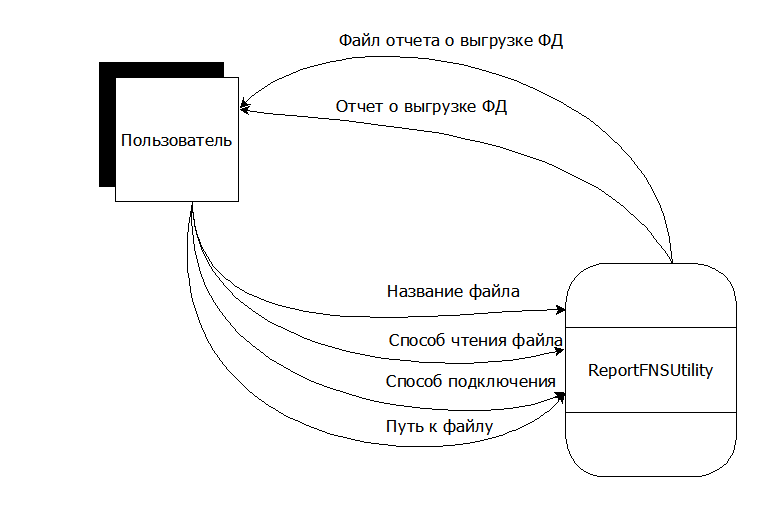 Файл отчета о выгрузке ФД
Отчет о выгрузке ФД
Пользователь
Название файла
Способ чтения файла
ReportFNSUtility
Способ подключения
Путь к файлу